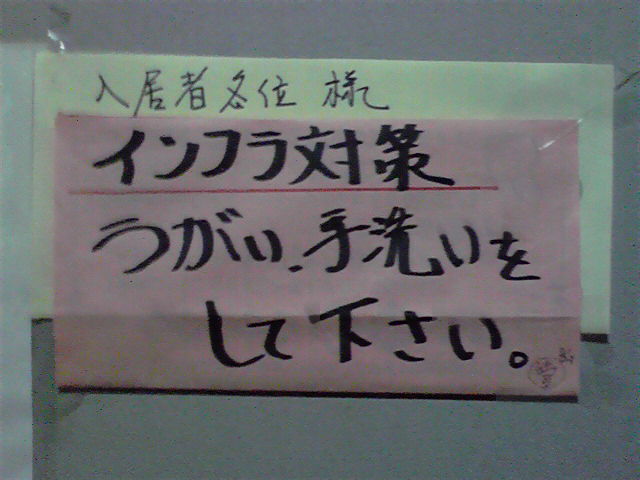 入居者各位 様
インフラ対策
うがい、手洗いを
して下さい。